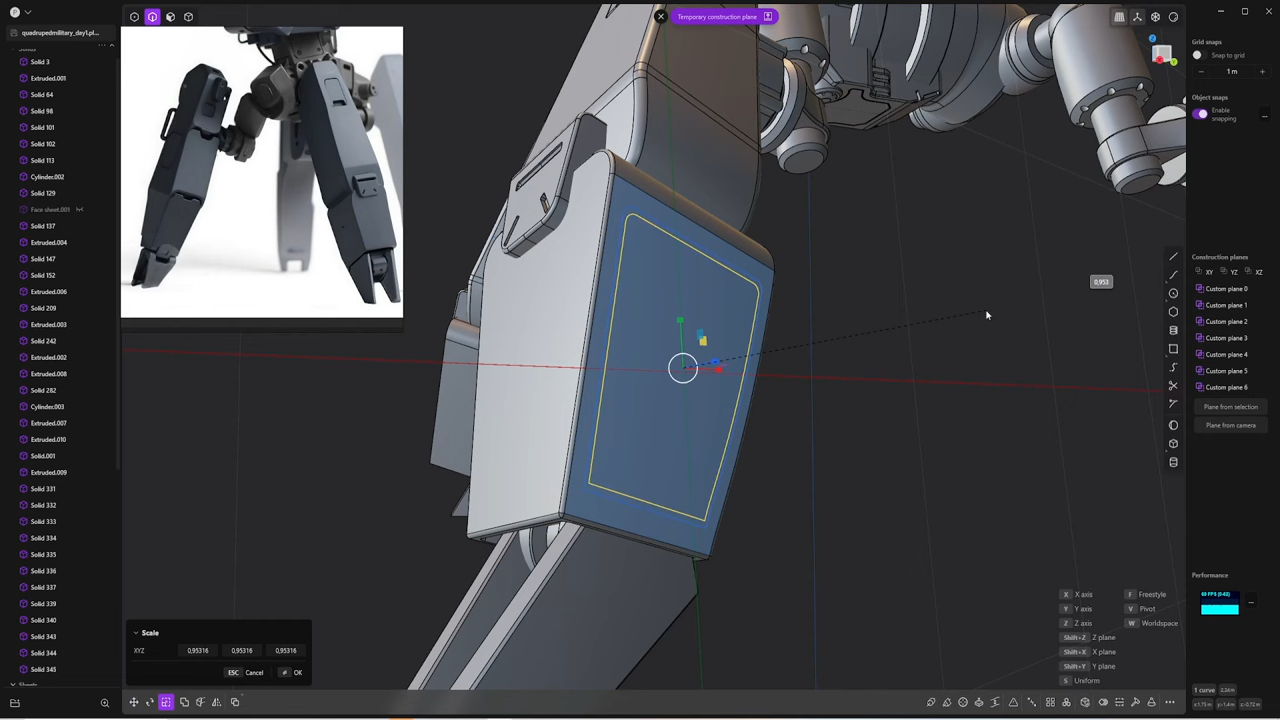 P
quadrupedmilitary_day1.pl...
Solids
Solid 3
Extruded.001
Solid 64
Solid 98
Solid 101
Solid 102
Solid 113
Cylinder.002
Solid 129
Face sheet.001
Solid 137
Extruded.004
Solid 147
Solid 152
Extruded.006
Solid 209
Extruded.003
Solid 242
Extruded.002
Extruded.008
Solid 282
Cylinder.003
Extruded.007
Extruded.010
Solid.001
Extruded.009
Solid 331
Solid 332
Solid 333
Solid 334
Solid 335
Solid 336
Solid 337
Solid 339
Solid 340
Solid 343
Solid 344
Solid 345
Sheets
Temporary construction plane
Z
0,953
Scale
XYZ 0,95316 0,95316 0,95316
ESC Cancel OK
X X axis F Freestyle
Y Y axis V Pivot
Z Z axis W Worldspace
Shift+Z Z plane
Shift+X X plane
Shift+Y Y plane
S Uniform
Grid snaps
Snap to grid
− 1 m +
Object snaps
Enable
snapping
...
Construction planes
XY YZ XZ
Custom plane 0
Custom plane 1
Custom plane 2
Custom plane 3
Custom plane 4
Custom plane 5
Custom plane 6
Plane from selection
Plane from camera
Performance
...
1 curve